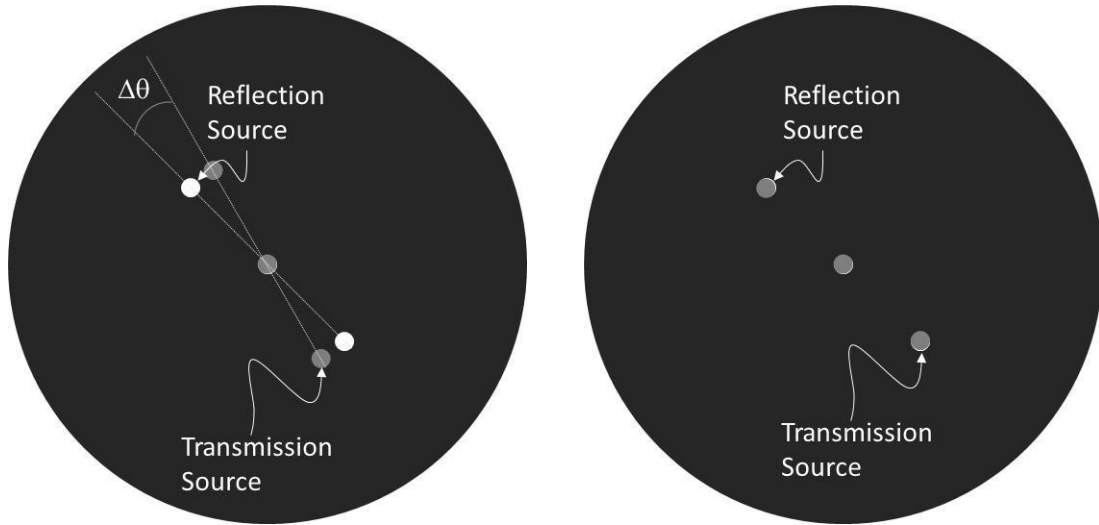 Δθ
Reflection
Source
Transmission
Source
Reflection
Source
Transmission
Source